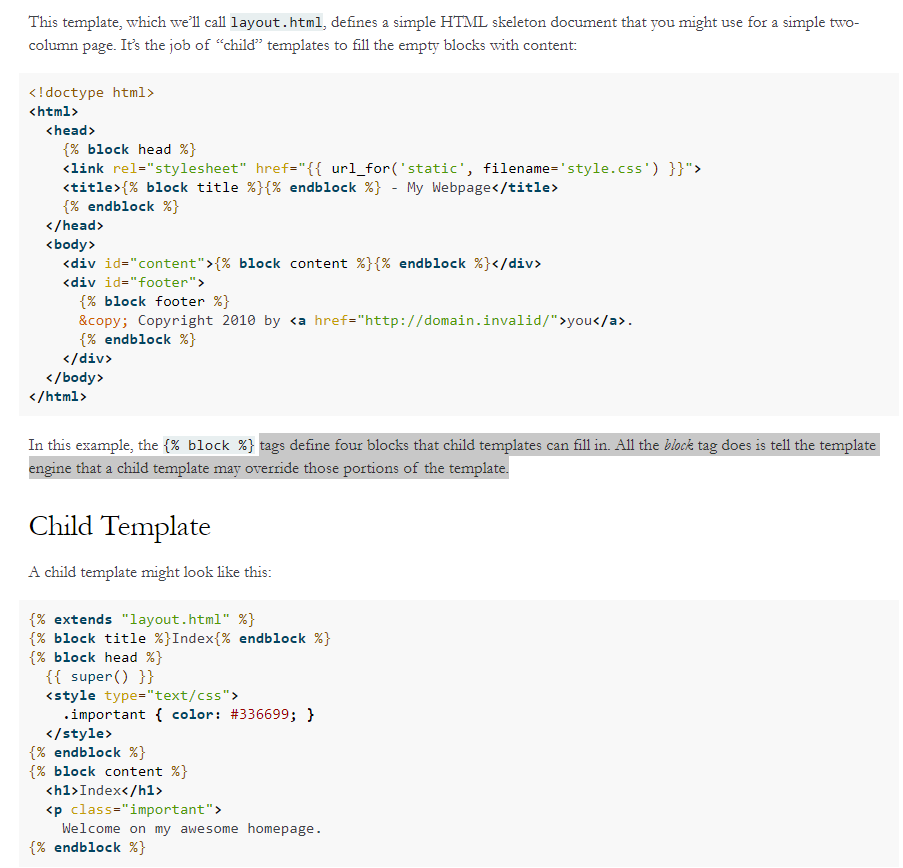 This template, which we’ll call layout.html, defines a simple HTML skeleton document that you might use for a simple two-
column page. It’s the job of “child” templates to fill the empty blocks with content:
<!doctype html>
<html>
  <head>
    {% block head %}
    <link rel="stylesheet" href="{{ url_for('static', filename='style.css') }}">
    <title>{% block title %}{% endblock %} - My Webpage</title>
    {% endblock %}
  </head>
  <body>
    <div id="content">{% block content %}{% endblock %}</div>
    <div id="footer">
      {% block footer %}
      &copy; Copyright 2010 by <a href="http://domain.invalid/">you</a>.
      {% endblock %}
    </div>
  </body>
</html>
In this example, the {% block %} tags define four blocks that child templates can fill in. All the block tag does is tell the template
engine that a child template may override those portions of the template.
Child Template
A child template might look like this:
{% extends "layout.html" %}
{% block title %}Index{% endblock %}
{% block head %}
  {{ super() }}
  <style type="text/css">
    .important { color: #336699; }
  </style>
{% endblock %}
{% block content %}
  <h1>Index</h1>
  <p class="important">
    Welcome on my awesome homepage.
{% endblock %}